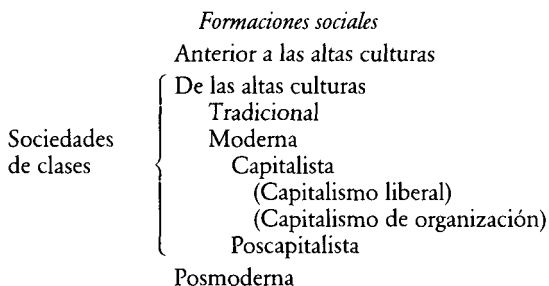 Formaciones sociales
Anterior a las altas culturas
De las altas culturas
Tradicional
Sociedades
de clases
Moderna
Capitalista
(Capitalismo liberal)
(Capitalismo de organización)
Poscapitalista
Posmoderna